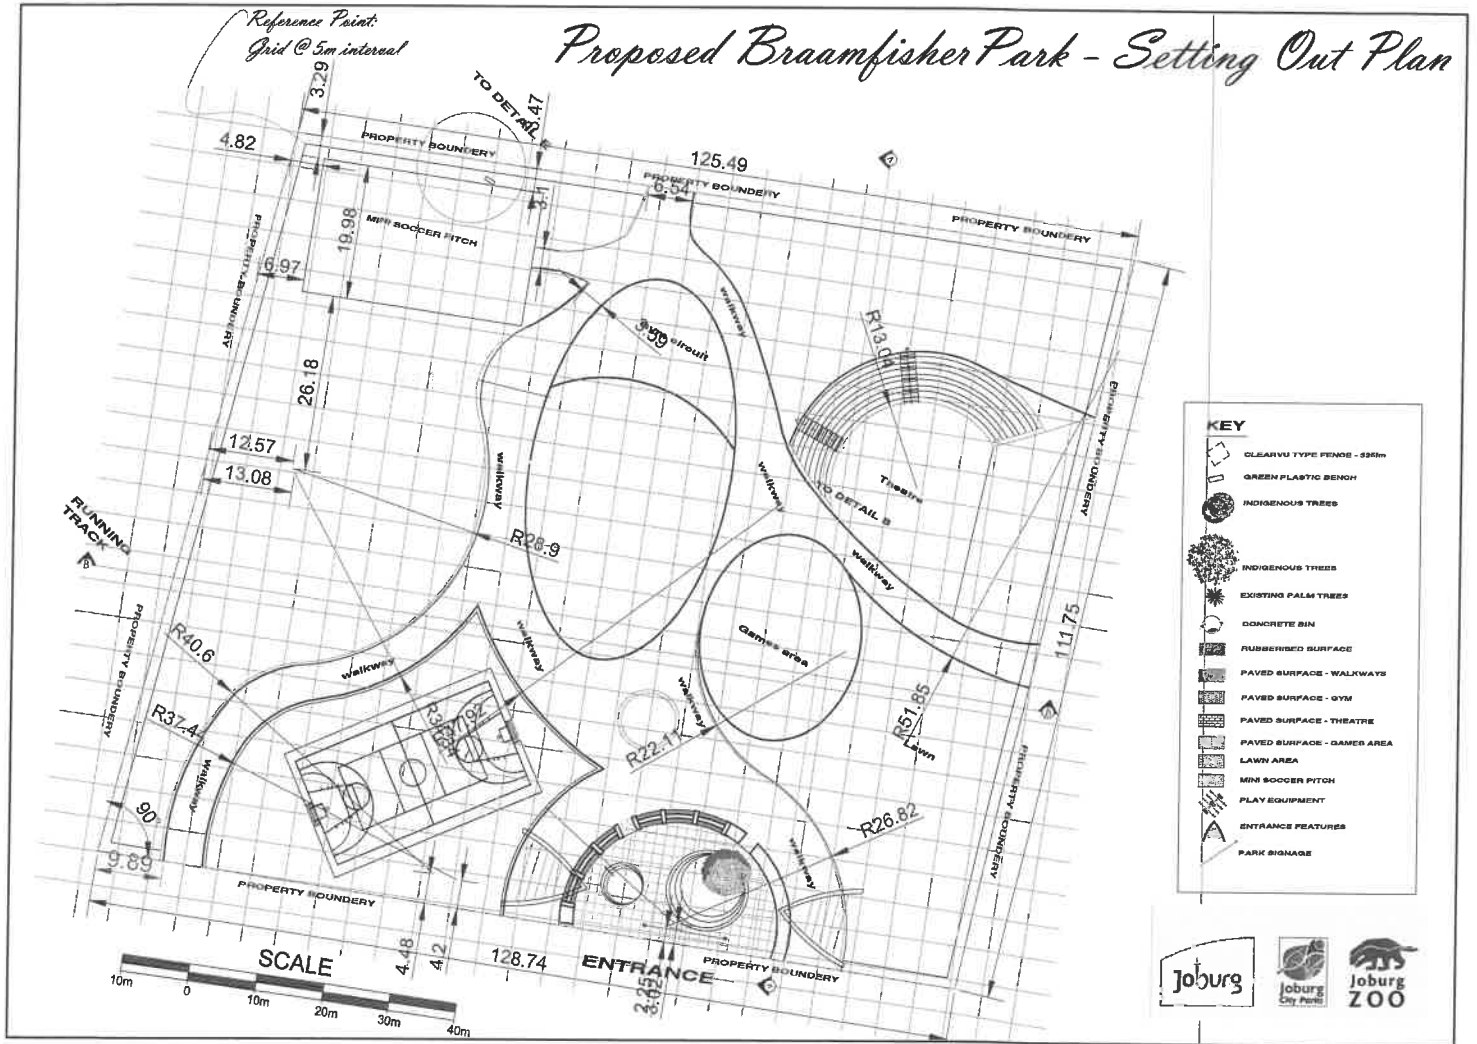 Reference Point:
Grid @ 5m interval
Proposed Braamfisher Park - Setting Out Plan
3.29
TO DETAIL
4.82
PROPERTY BOUNDERY
125.49
PROPERTY BOUNDERY
6.54
PROPERTY BOUNDERY
3.1
19.98
MINI SOCCER PITCH
PROPERTY BOUNDERY
6.97
walkway
3.59
circuit
R13.04
26.18
PROPERTY BOUNDERY
12.57
13.08
walkway
walkway
Theatre
TO DETAIL B
RUNNING
TRACK
B
R28.9
walkway
PROPERTY BOUNDERY
R40.6
walkway
walkway
Games area
111.75
walkway
R37.4
R51.85
Lawn
R22.11
walkway
90°
9.89
R26.82
walkway
PROPERTY BOUNDERY
PROPERTY BOUNDERY
4.48
4.2
128.74
ENTRANCE
PROPERTY BOUNDERY
SCALE
10m
0
10m
20m
30m
40m
KEY
CLEARVU TYPE FENCE - 535lm
GREEN PLASTIC BENCH
INDIGENOUS TREES
INDIGENOUS TREES
EXISTING PALM TREES
CONCRETE BIN
RUBBERISED SURFACE
PAVED SURFACE - WALKWAYS
PAVED SURFACE - GYM
PAVED SURFACE - THEATRE
PAVED SURFACE - GAMES AREA
LAWN AREA
MINI SOCCER PITCH
PLAY EQUIPMENT
ENTRANCE FEATURES
PARK SIGNAGE
Joburg
Joburg
City Parks
Joburg
ZOO